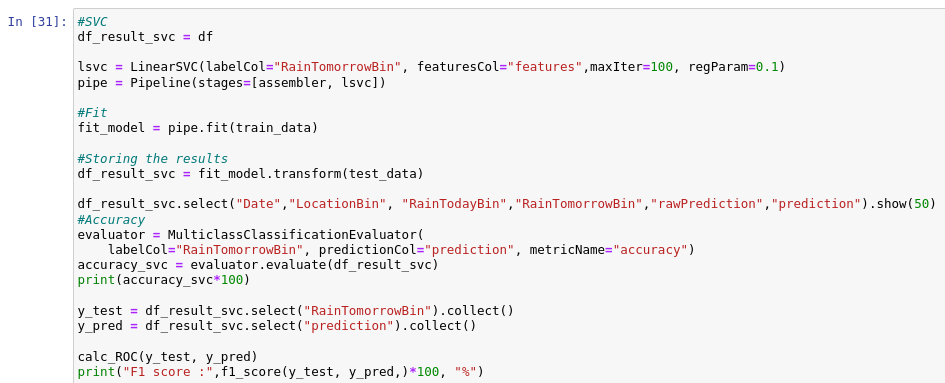 In [31]: #SVC
df_result_svc = df
lsvc = LinearSVC(labelCol="RainTomorrowBin", featuresCol="features",maxIter=100, regParam=0.1)
pipe = Pipeline(stages=[assembler, lsvc])
#Fit
fit_model = pipe.fit(train_data)
#Storing the results
df_result_svc = fit_model.transform(test_data)
df_result_svc.select("Date","LocationBin", "RainTodayBin","RainTomorrowBin","rawPrediction","prediction").show(50)
#Accuracy
evaluator = MulticlassClassificationEvaluator(
    labelCol="RainTomorrowBin", predictionCol="prediction", metricName="accuracy")
accuracy_svc = evaluator.evaluate(df_result_svc)
print(accuracy_svc*100)
y_test = df_result_svc.select("RainTomorrowBin").collect()
y_pred = df_result_svc.select("prediction").collect()
calc_ROC(y_test, y_pred)
print("F1 score :",f1_score(y_test, y_pred,)*100, "%")